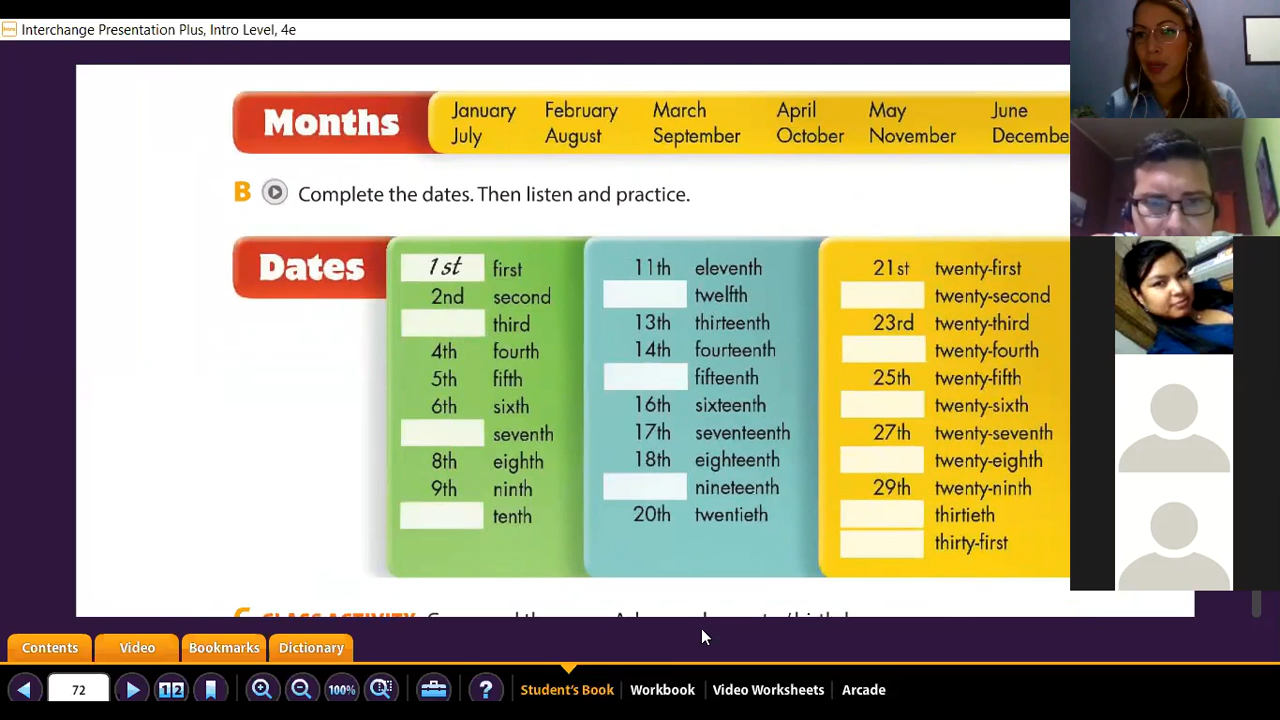 Interchange Presentation Plus, Intro Level, 4e
Months
January February March April May June
July August September October November Decembe
B Complete the dates. Then listen and practice.
Dates
1st first
2nd second
third
4th fourth
5th fifth
6th sixth
seventh
8th eighth
9th ninth
tenth
11th eleventh
twelfth
13th thirteenth
14th fourteenth
fifteenth
16th sixteenth
17th seventeenth
18th eighteenth
nineteenth
20th twentieth
21st twenty-first
twenty-second
23rd twenty-third
twenty-fourth
25th twenty-fifth
twenty-sixth
27th twenty-seventh
twenty-eighth
29th twenty-ninth
thirtieth
thirty-first
CLASS ACTIVITY
Contents Video Bookmarks Dictionary
72 1 2 100% ? Student's Book Workbook Video Worksheets Arcade